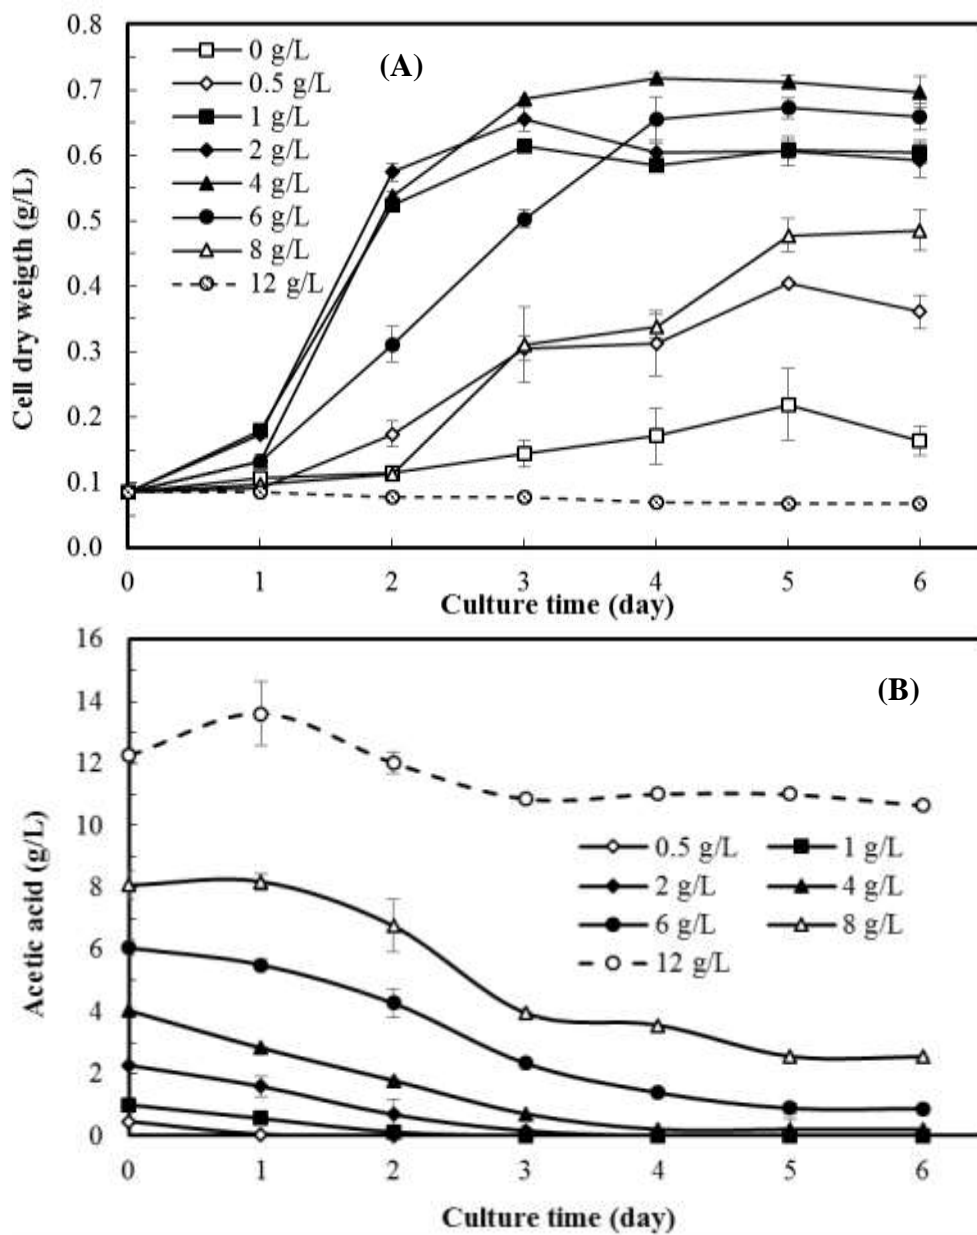 0.8
0.7
0.6
0.5
0.4
0.3
0.2
0.1
0.0
Cell dry weigth (g/L)
0 g/L
0.5 g/L
1 g/L
2 g/L
4 g/L
6 g/L
8 g/L
12 g/L
(A)
0 1 2 3 4 5 6
Culture time (day)
16
14
12
10
8
6
4
2
0
Acetic acid (g/L)
(B)
0.5 g/L 1 g/L
2 g/L 4 g/L
6 g/L 8 g/L
12 g/L
0 1 2 3 4 5 6
Culture time (day)